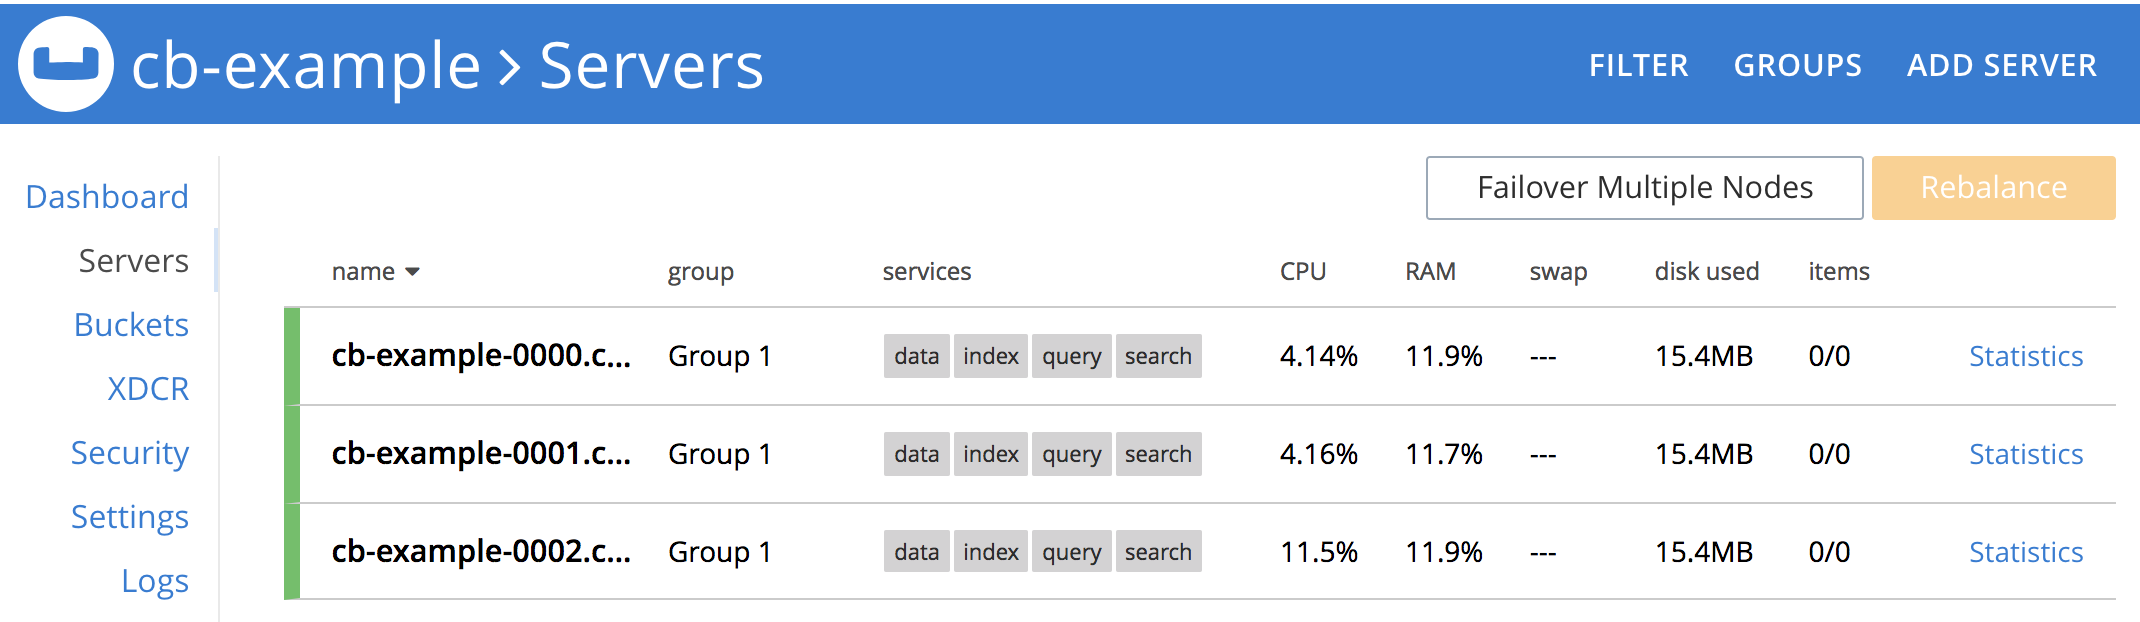 cb-example > Servers FILTER GROUPS ADD SERVER
Failover Multiple Nodes Rebalance
Dashboard
Servers
Buckets
XDCR
Security
Settings
Logs
name group services CPU RAM swap disk used items
cb-example-0000.c... Group 1 data index query search 4.14% 11.9% --- 15.4MB 0/0 Statistics
cb-example-0001.c... Group 1 data index query search 4.16% 11.7% --- 15.4MB 0/0 Statistics
cb-example-0002.c... Group 1 data index query search 11.5% 11.9% --- 15.4MB 0/0 Statistics